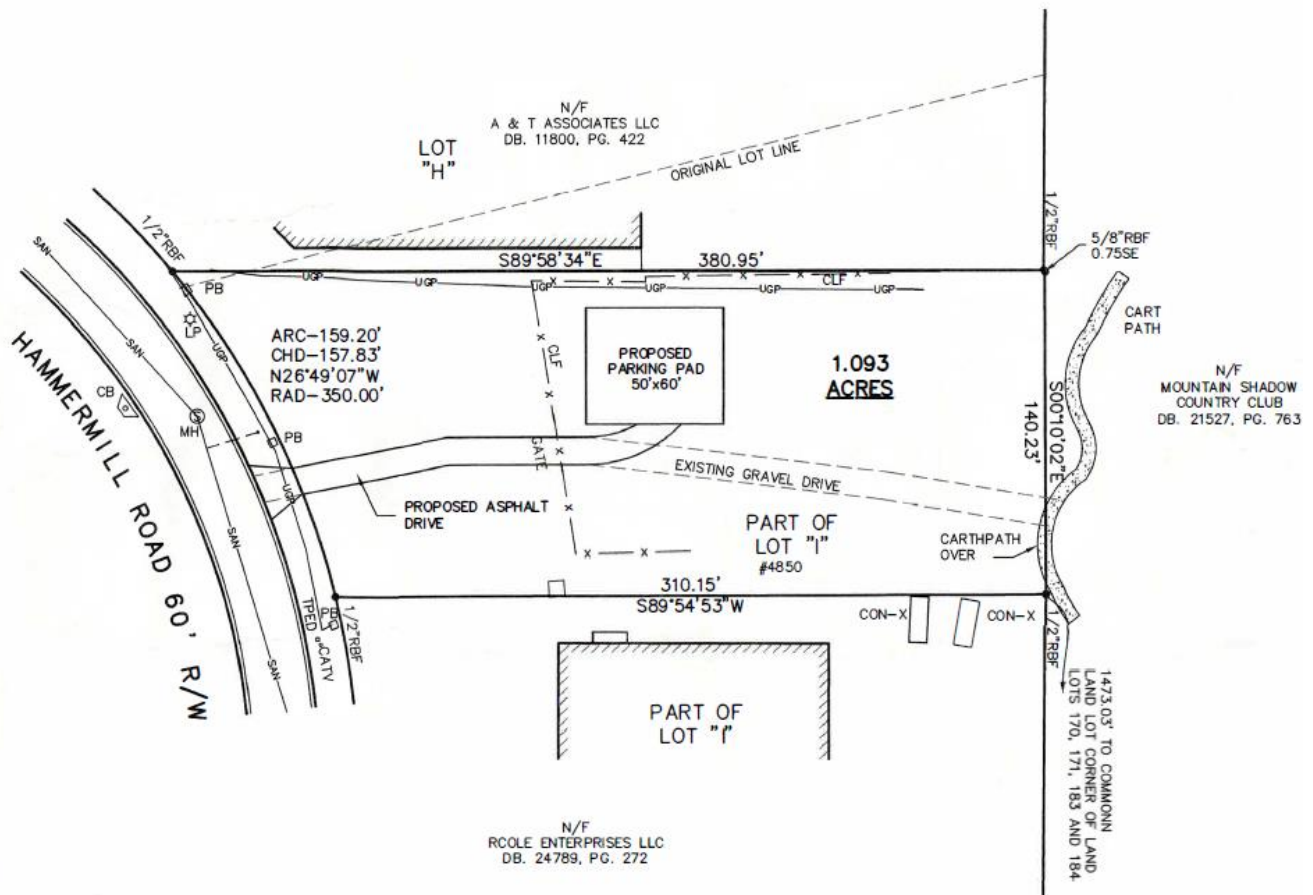 N/F
A & T ASSOCIATES LLC
DB. 11800, PG. 422
LOT
"H"
ORIGINAL LOT LINE
1/2"RBF
1/2"RBF
5/8"RBF
0.75SE
S89°58'34"E
380.95'
SAN
UGP
UGP
UGP
UGP
UGP
UGP
CLF
PB
CART
PATH
ARC-159.20'
CHD-157.83'
N26°49'07"W
RAD-350.00'
UGP
SAN
CLF
PROPOSED
PARKING PAD
50'x60'
1.093
ACRES
N/F
MOUNTAIN SHADOW
COUNTRY CLUB
DB. 21527, PG. 763
S00°10'02"E
140.23'
HAMMERMILL ROAD 60' R/W
CB
MH
PB
GATE
EXISTING GRAVEL DRIVE
UGP
PROPOSED ASPHALT
DRIVE
SAN
PART OF
LOT "I"
#4850
CARTHPATH
OVER
310.15'
S89°54'53"W
TPED
PB
1/2"RBF
CATV
SAN
CON-X
CON-X
1/2"RBF
1473.03' TO COMMONN
LAND LOT CORNER OF LAND
LOTS 170, 171, 183 AND 184
PART OF
LOT "I"
N/F
RCOLE ENTERPRISES LLC
DB. 24789, PG. 272